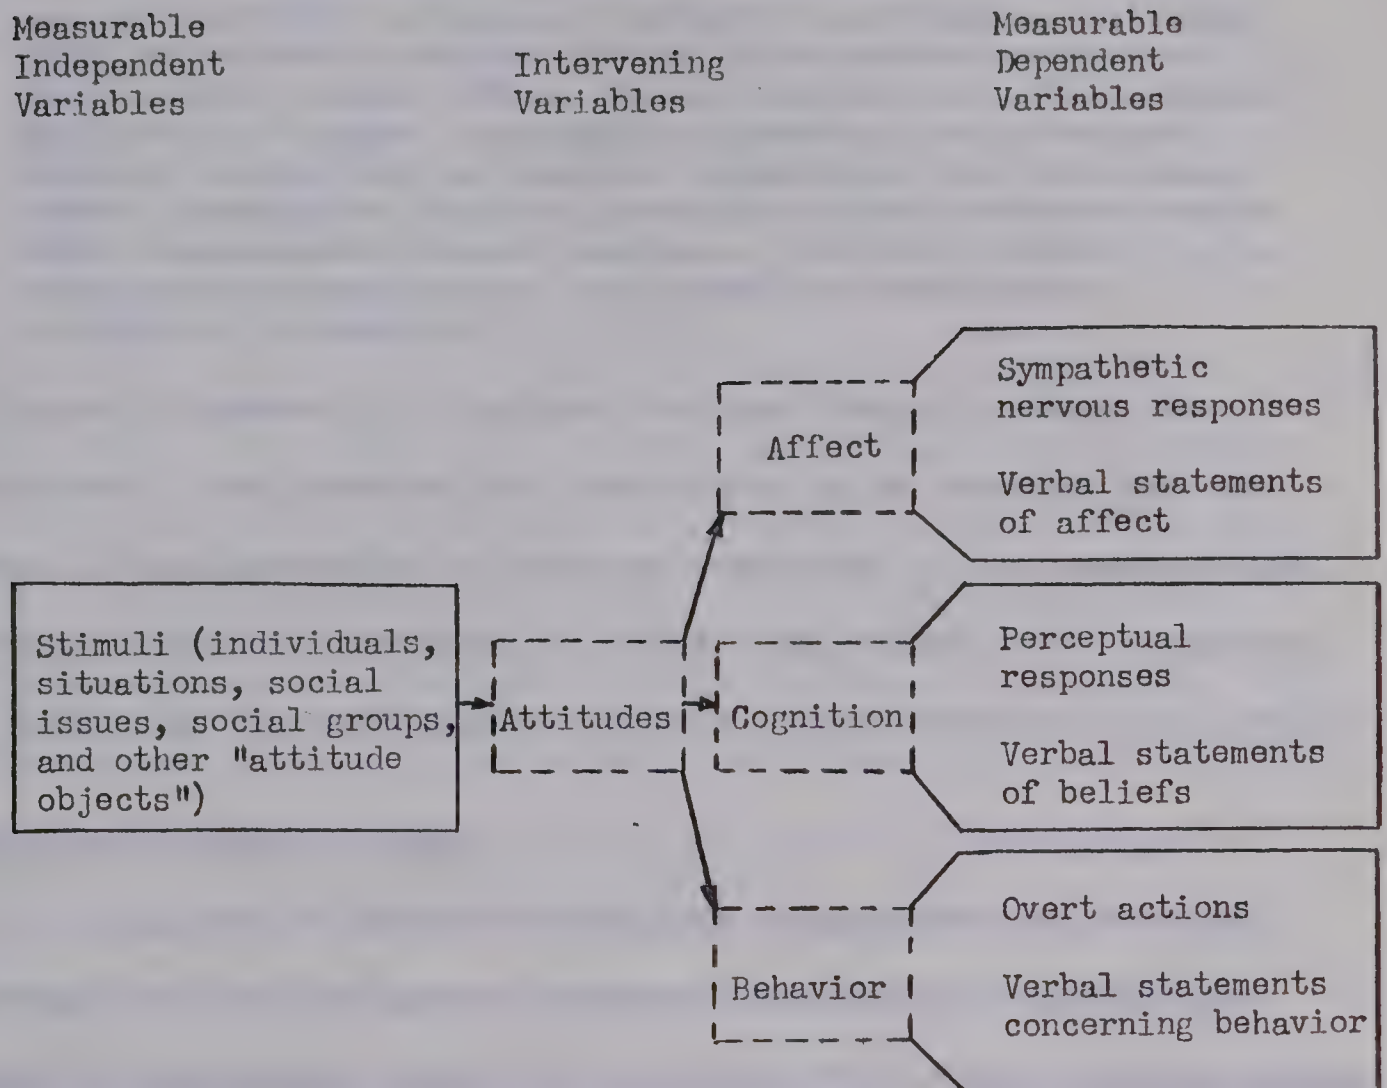 Measurable
Independent
Variables
Intervening
Variables
Measurable
Dependent
Variables
Sympathetic
nervous responses
Verbal statements
of affect
Affect
Stimuli (individuals,
situations, social
issues, social groups,
and other "attitude
objects")
Attitudes
Cognition
Perceptual
responses
Verbal statements
of beliefs
Behavior
Overt actions
Verbal statements
concerning behavior